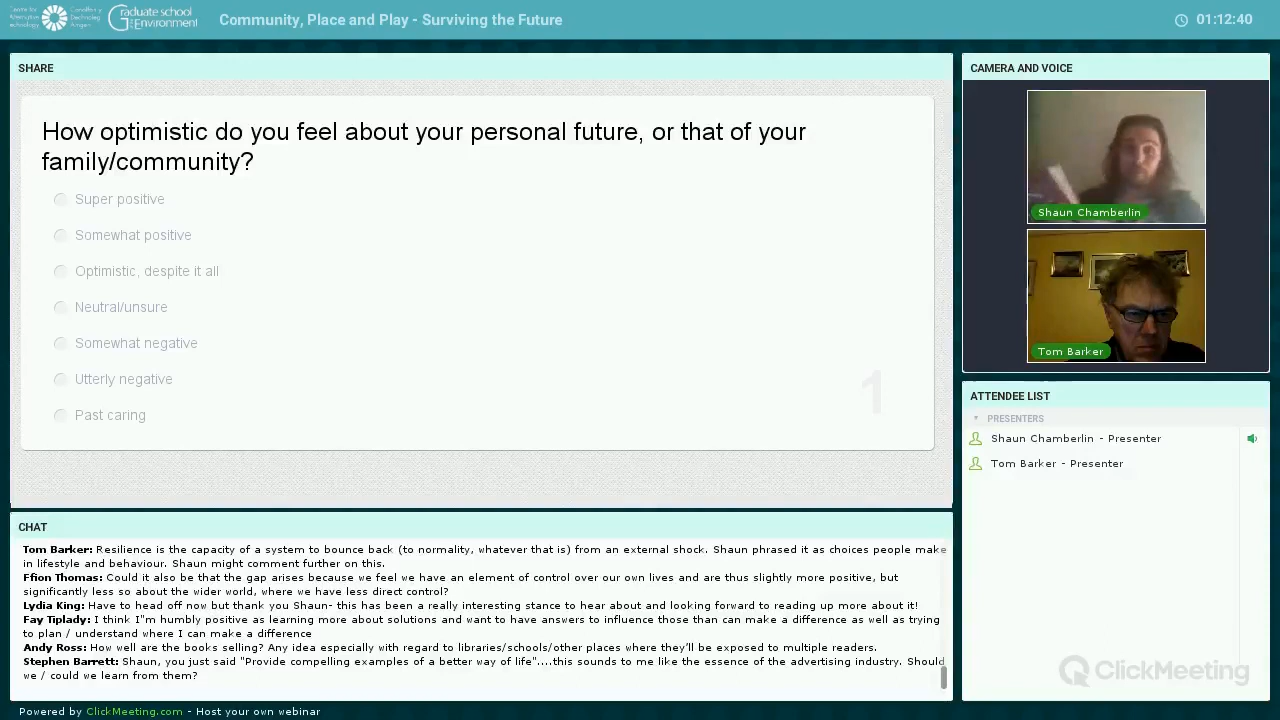 Centre for
Alternative
Technology
Canolfan y
Dechnoleg
Amgen
Graduate school
of the
Environment
Community, Place and Play - Surviving the Future
01:12:40
SHARE
How optimistic do you feel about your personal future, or that of your
family/community?
Super positive
Somewhat positive
Optimistic, despite it all
Neutral/unsure
Somewhat negative
Utterly negative
Past caring
1
CHAT
Tom Barker: Resilience is the capacity of a system to bounce back (to normality, whatever that is) from an external shock. Shaun phrased it as choices people make
in lifestyle and behaviour. Shaun might comment further on this.
Ffion Thomas: Could it also be that the gap arises because we feel we have an element of control over our own lives and are thus slightly more positive, but
significantly less so about the wider world, where we have less direct control?
Lydia King: Have to head off now but thank you Shaun- this has been a really interesting stance to hear about and looking forward to reading up more about it!
Fay Tiplady: I think I"m humbly positive as learning more about solutions and want to have answers to influence those than can make a difference as well as trying
to plan / understand where I can make a difference
Andy Ross: How well are the books selling? Any idea especially with regard to libraries/schools/other places where they'll be exposed to multiple readers.
Stephen Barrett: Shaun, you just said "Provide compelling examples of a better way of life"....this sounds to me like the essence of the advertising industry. Should
we / could we learn from them?
CAMERA AND VOICE
Shaun Chamberlin
Tom Barker
ATTENDEE LIST
PRESENTERS
Shaun Chamberlin - Presenter
Tom Barker - Presenter
ClickMeeting
Powered by ClickMeeting.com - Host your own webinar